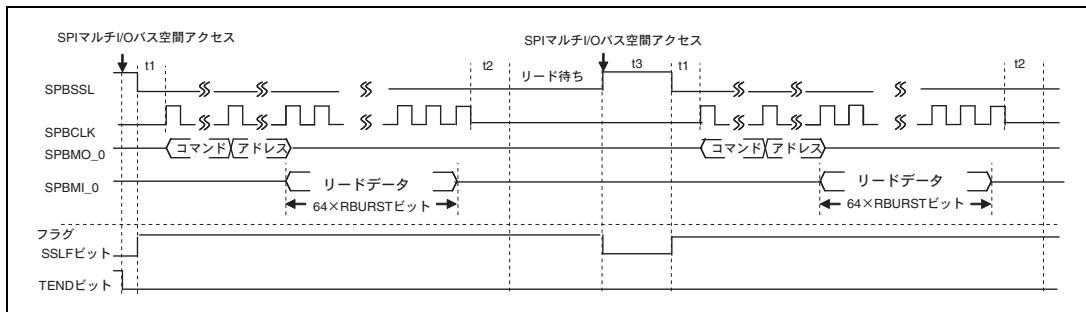 SPIマルチI/Oバス空間アクセス
SPIマルチI/Oバス空間アクセス
t1
t2
リード待ち
t3
t1
t2
SPBSSL
SPBCLK
SPBMO_0
コマンド
アドレス
コマンド
アドレス
SPBMI_0
リードデータ
リードデータ
64×RBURSTビット
64×RBURSTビット
フラグ
SSLFビット
TENDビット